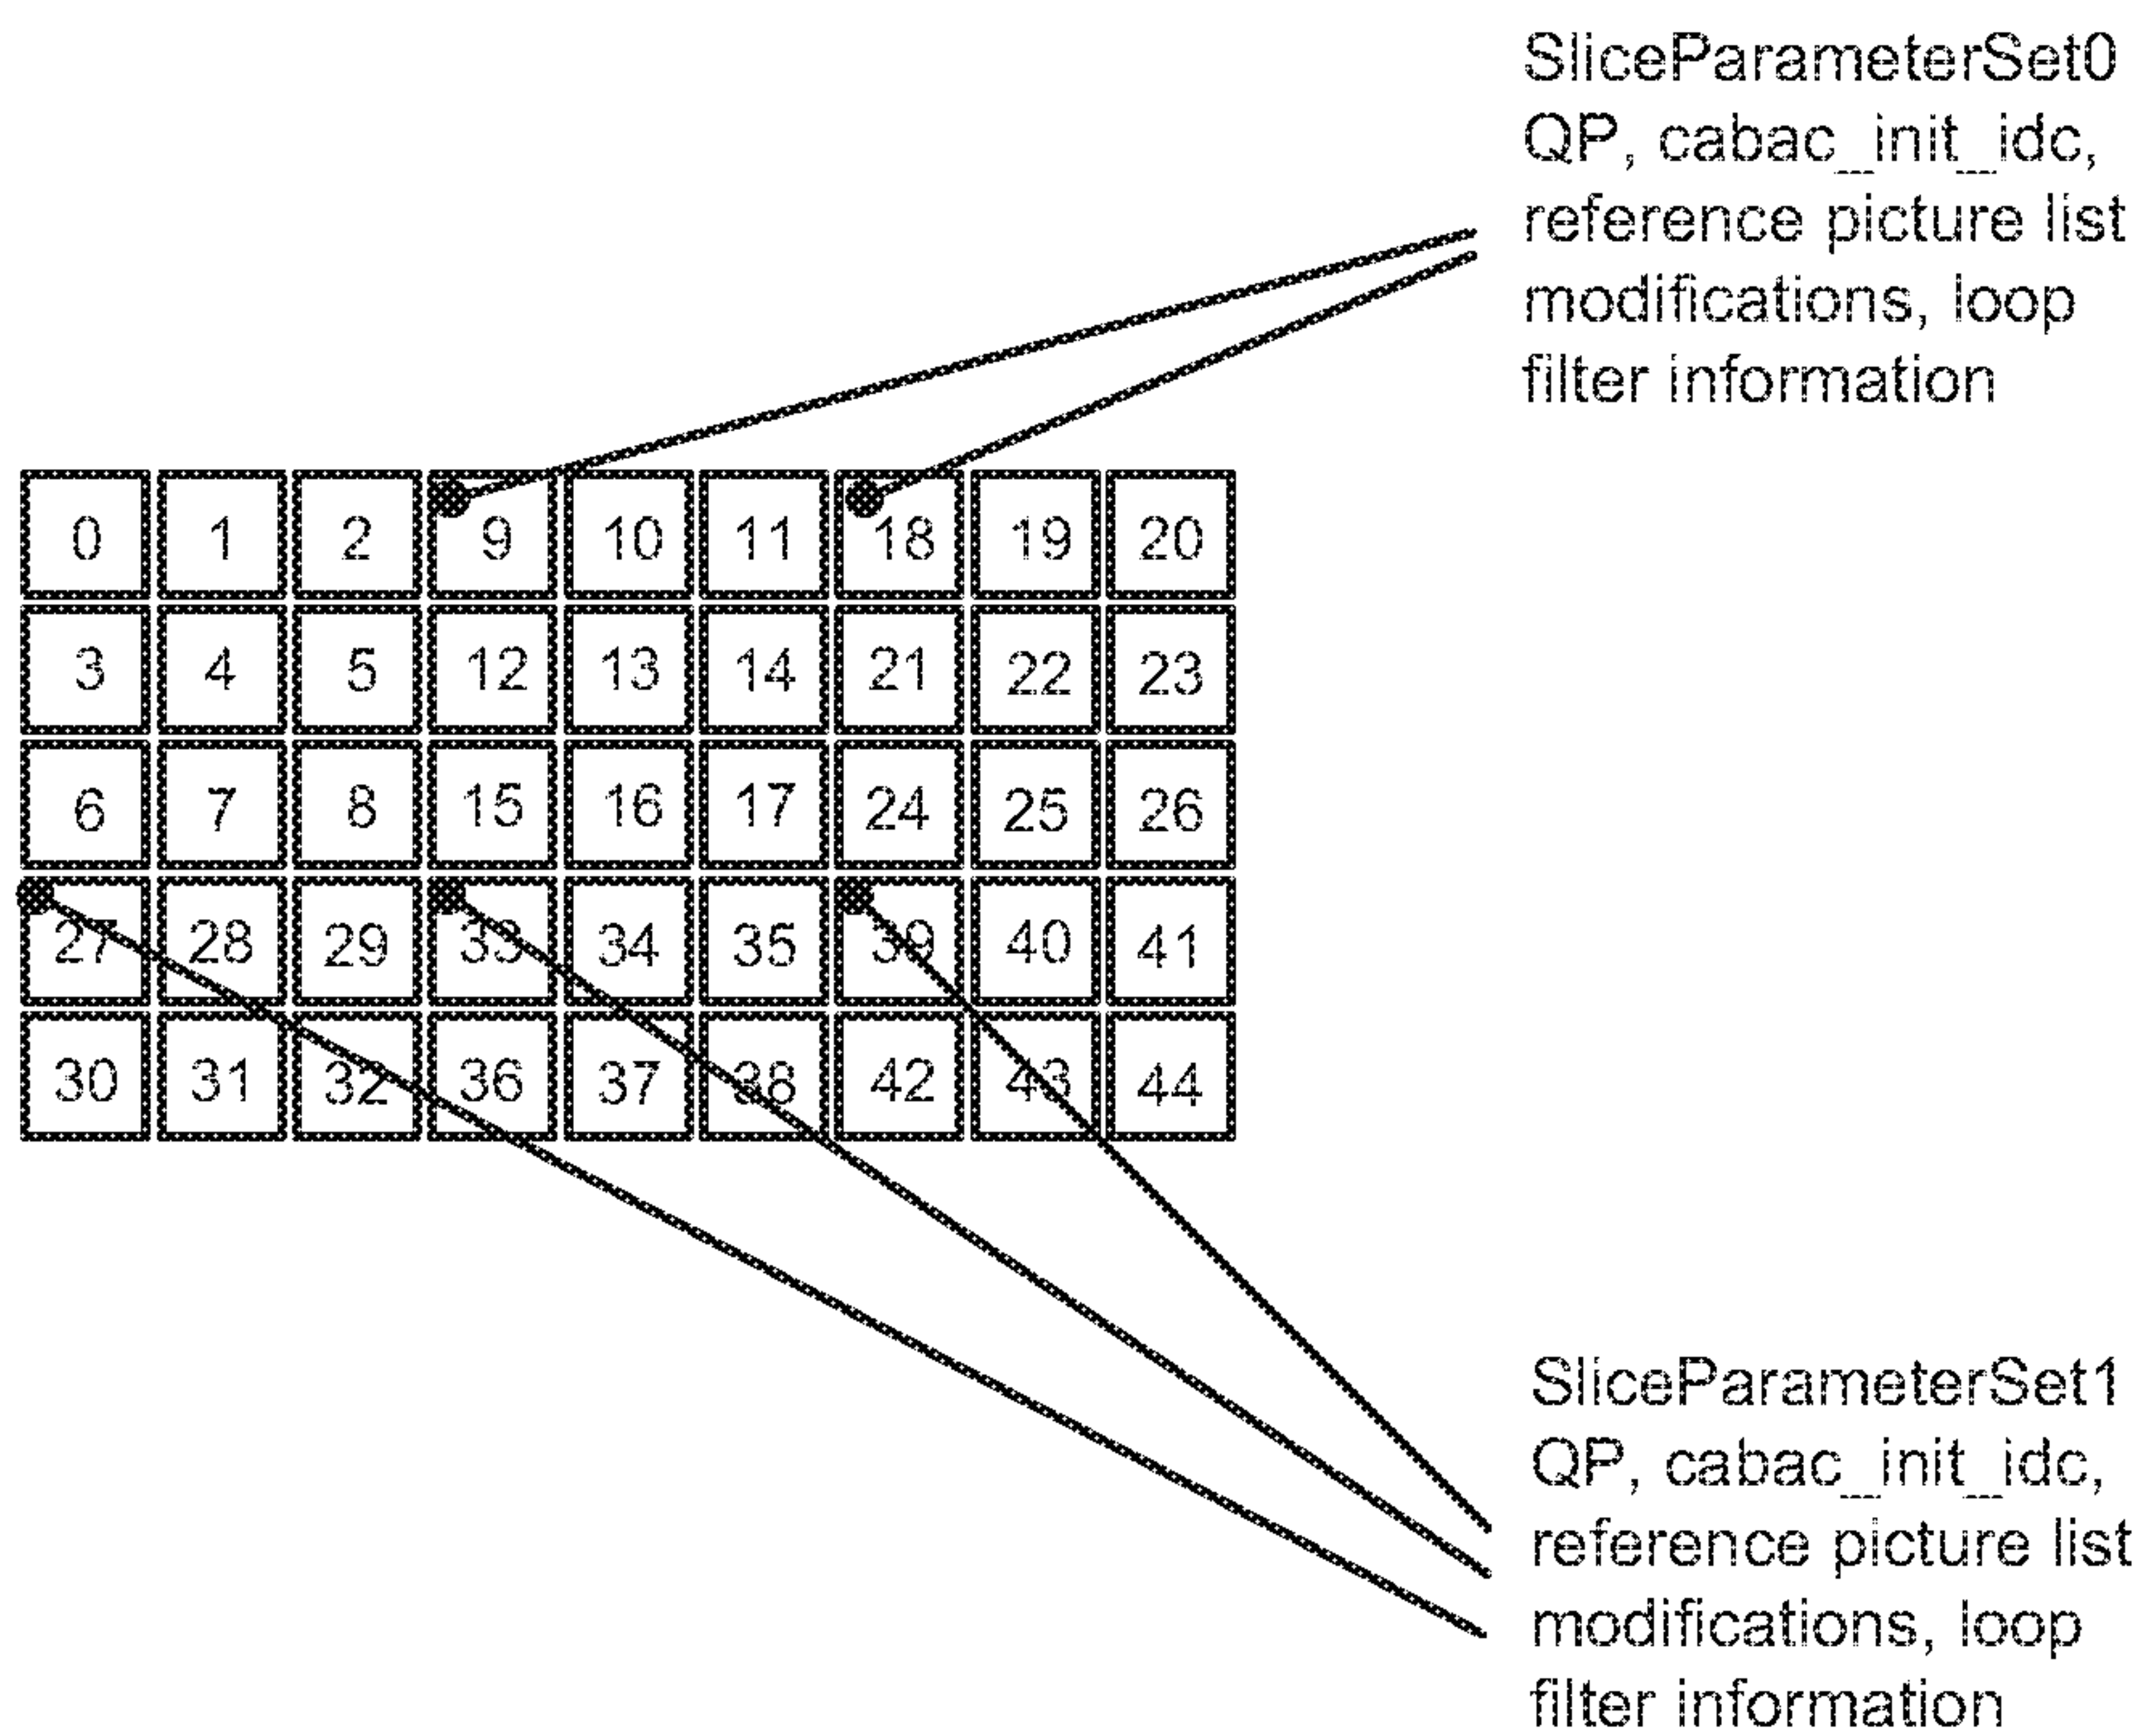 SliceParameterSet0
QP, cabac_init_idc,
reference picture list
modifications, loop
filter information
0 1 2 9 10 11 18 19 20
3 4 5 12 13 14 21 22 23
6 7 8 15 16 17 24 25 26
27 28 29 33 34 35 39 40 41
30 31 32 36 37 38 42 43 44
SliceParameterSet1
QP, cabac_init_idc,
reference picture list
modifications, loop
filter information